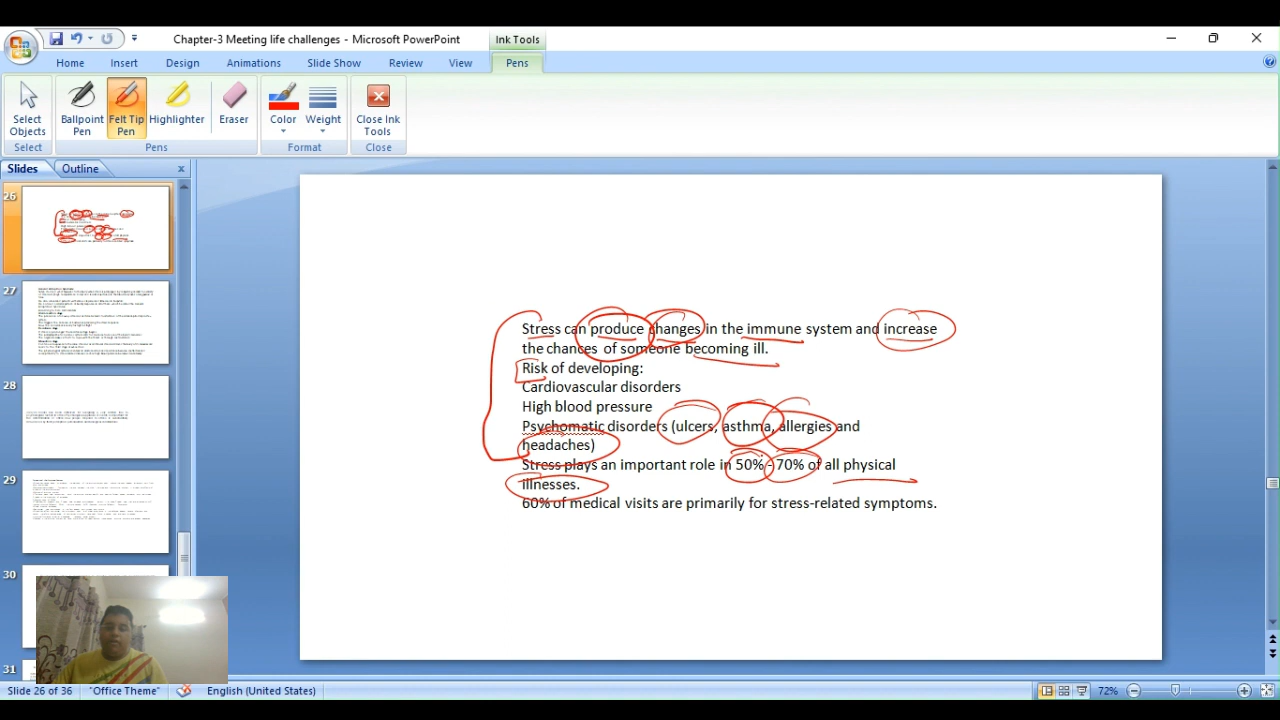 Chapter-3 Meeting life challenges - Microsoft PowerPoint
Ink Tools
Home Insert Design Animations Slide Show Review View Pens
Select Objects
Ballpoint Pen
Felt Tip Pen
Highlighter
Eraser
Color
Weight
Close Ink Tools
Select Pens Format Close
Slides Outline
26
27
28
29
30
31
Stress can produce changes in the immune system and increase
the chances of someone becoming ill.
Risk of developing:
Cardiovascular disorders
High blood pressure
Psychomatic disorders (ulcers, asthma, allergies and
headaches)
Stress plays an important role in 50% - 70% of all physical
illnesses.
60% of medical visits are primarily for stress-related symptoms.
Slide 26 of 36 "Office Theme" English (United States) 72%